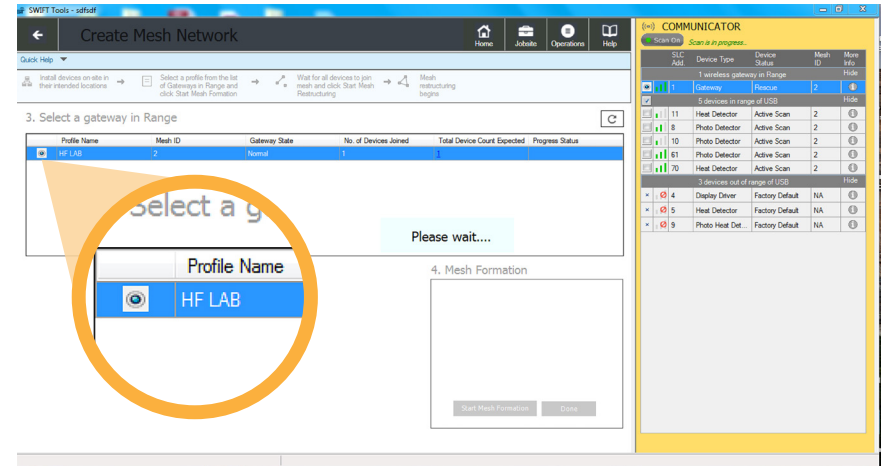 SWIFT Tools - sdfsdf
Create Mesh Network
Home
Jobsite
Operations
Help
Quick Help
Install devices on site in
their intended locations
Select a profile from the list
of Gateways in Range and
click Start Mesh Formation
Wait for all devices to join
mesh and click Start Mesh
Restructuring
Mesh
restructuring
begins
3. Select a gateway in Range
Profile Name Mesh ID Gateway State No. of Devices Joined Total Device Count Expected Progress Status
HF LAB 2 Normal 1 1
Select a g
Please wait....
Profile Name
HF LAB
4. Mesh Formation
Start Mesh Formation Done
COMMUNICATOR
Scan On Scan is in progress..
SLC Add. Device Type Device Status Mesh ID More Info
1 wireless gateway in Range Hide
1 Gateway Rescue 2
5 devices in range of USB Hide
11 Heat Detector Active Scan 2
8 Photo Detector Active Scan 2
10 Photo Detector Active Scan 2
61 Photo Detector Active Scan 2
70 Heat Detector Active Scan 2
3 devices out of range of USB Hide
4 Display Driver Factory Default NA
5 Heat Detector Factory Default NA
9 Photo Heat Det... Factory Default NA